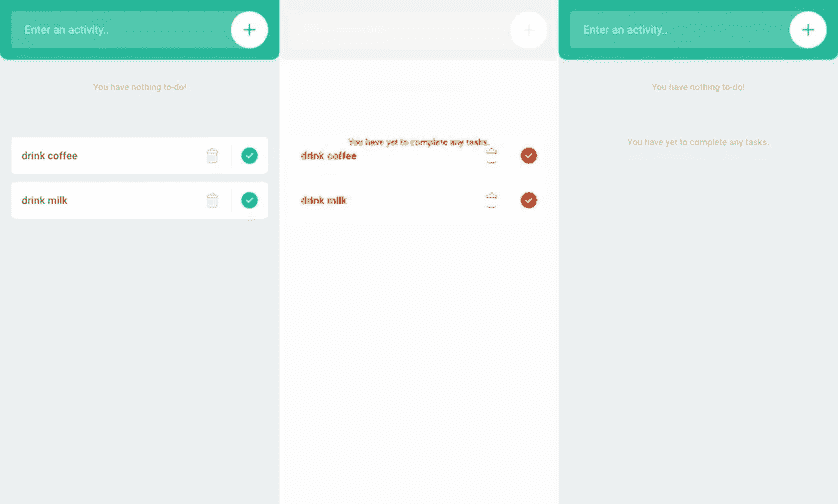 Enter an activity..
You have nothing to-do!
drink coffee
drink milk
You have yet to complete any tasks.
drink coffee
drink milk
Enter an activity..
You have nothing to-do!
You have yet to complete any tasks.